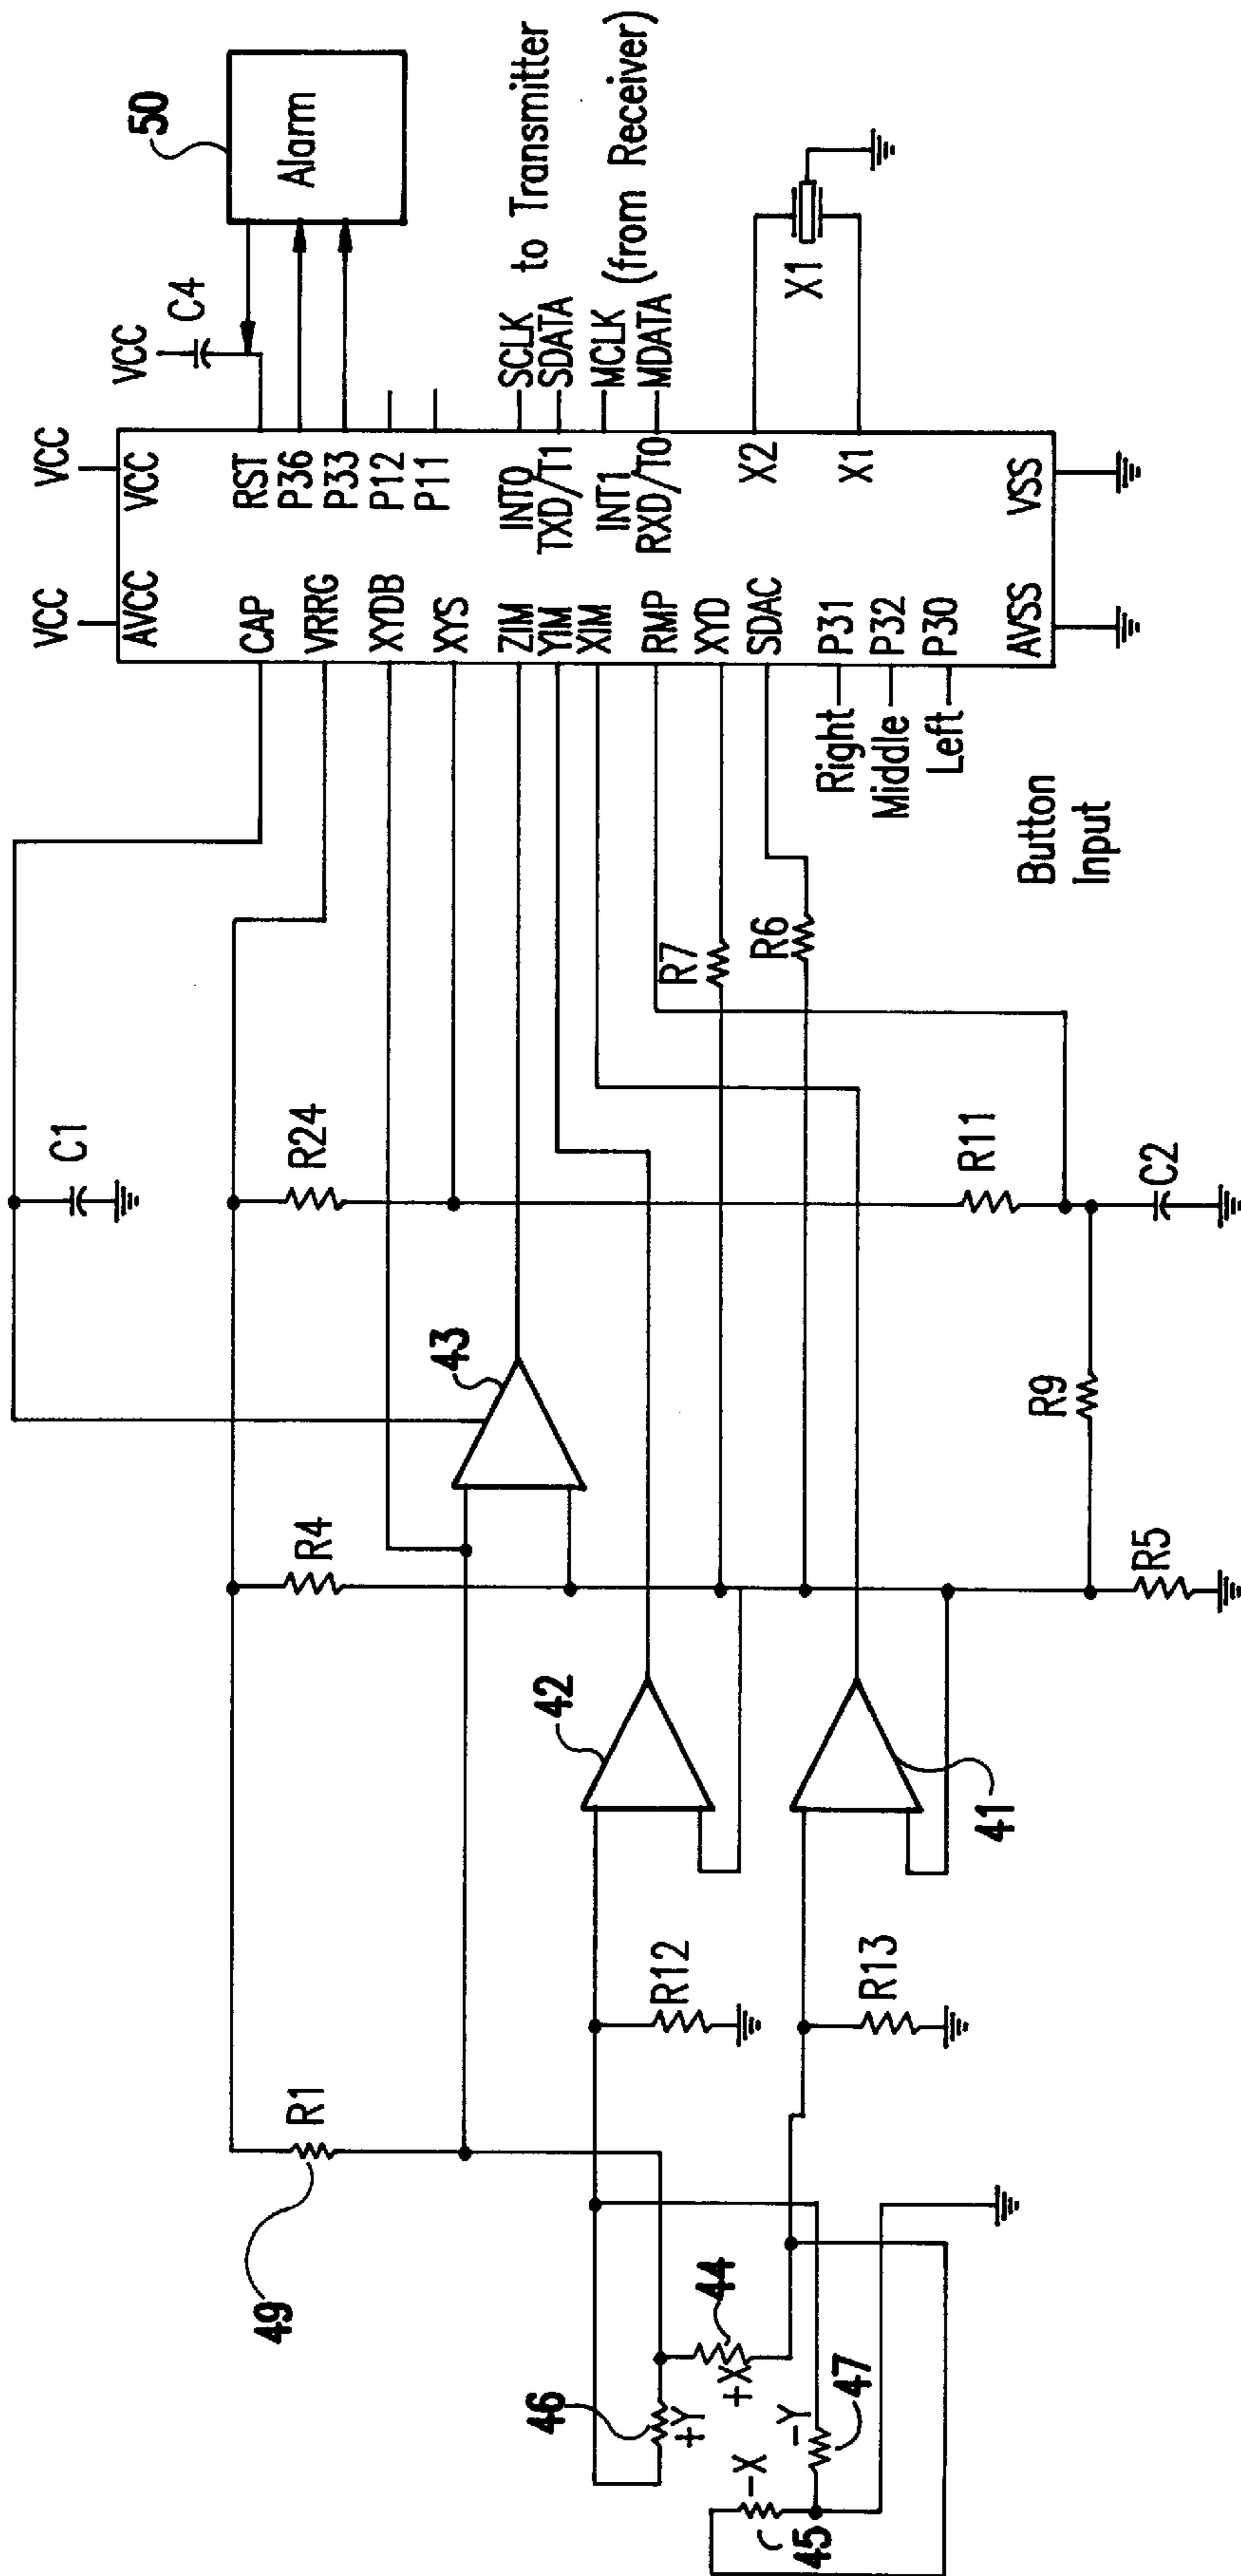 50
Alarm
VCC
C4
VCC
VCC
AVCC
VCC
CAP
VRRG
XYDB
XYS
ZIM
YIM
XIM
RMP
XYD
SDAC
P31
P32
P30
AVSS
RST
P36
P33
P12
P11
INT0
TXD/T1
INT1
RXD/T0
X2
X1
VSS
SCLK
SDATA
to Transmitter
MCLK
MDATA
(from Receiver)
X1
Right
Middle
Left
Button
Input
C1
R24
R7
R6
R11
C2
R9
43
R4
R5
42
41
R12
R13
R1
49
46
+Y
44
+X
-Y
47
-X
45